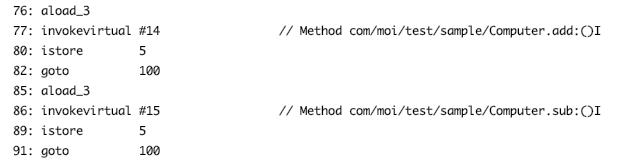 76: aload_3
77: invokevirtual #14 // Method com/moi/test/sample/Computer.add:()I
80: istore 5
82: goto 100
85: aload_3
86: invokevirtual #15 // Method com/moi/test/sample/Computer.sub:()I
89: istore 5
91: goto 100